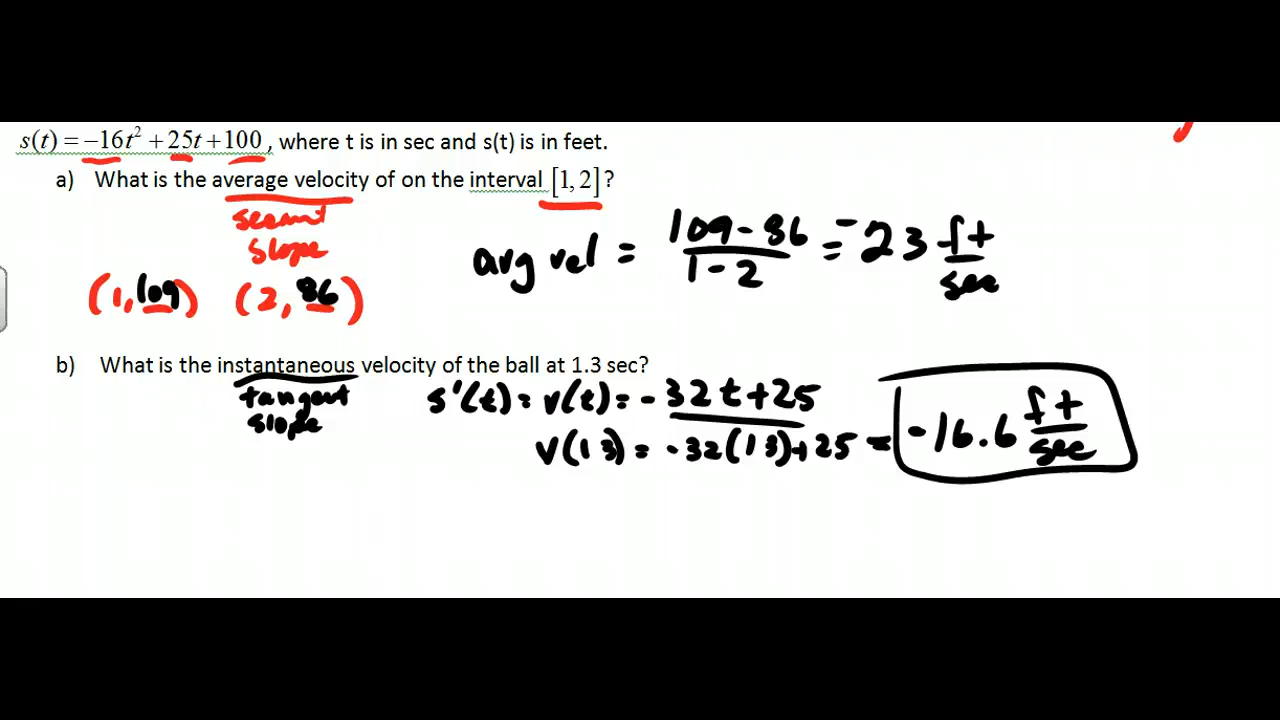 s(t) = −16t² + 25t + 100, where t is in sec and s(t) is in feet.
a) What is the average velocity of on the interval [1, 2]?
secant
slope
(1, 109) (2, 86)
avg vel = (109 - 86)/(1 - 2) = -23 ft/sec
b) What is the instantaneous velocity of the ball at 1.3 sec?
tangent
slope
s'(t) = v(t) = -32t + 25
v(1.3) = -32(1.3) + 25 = -16.6 ft/sec